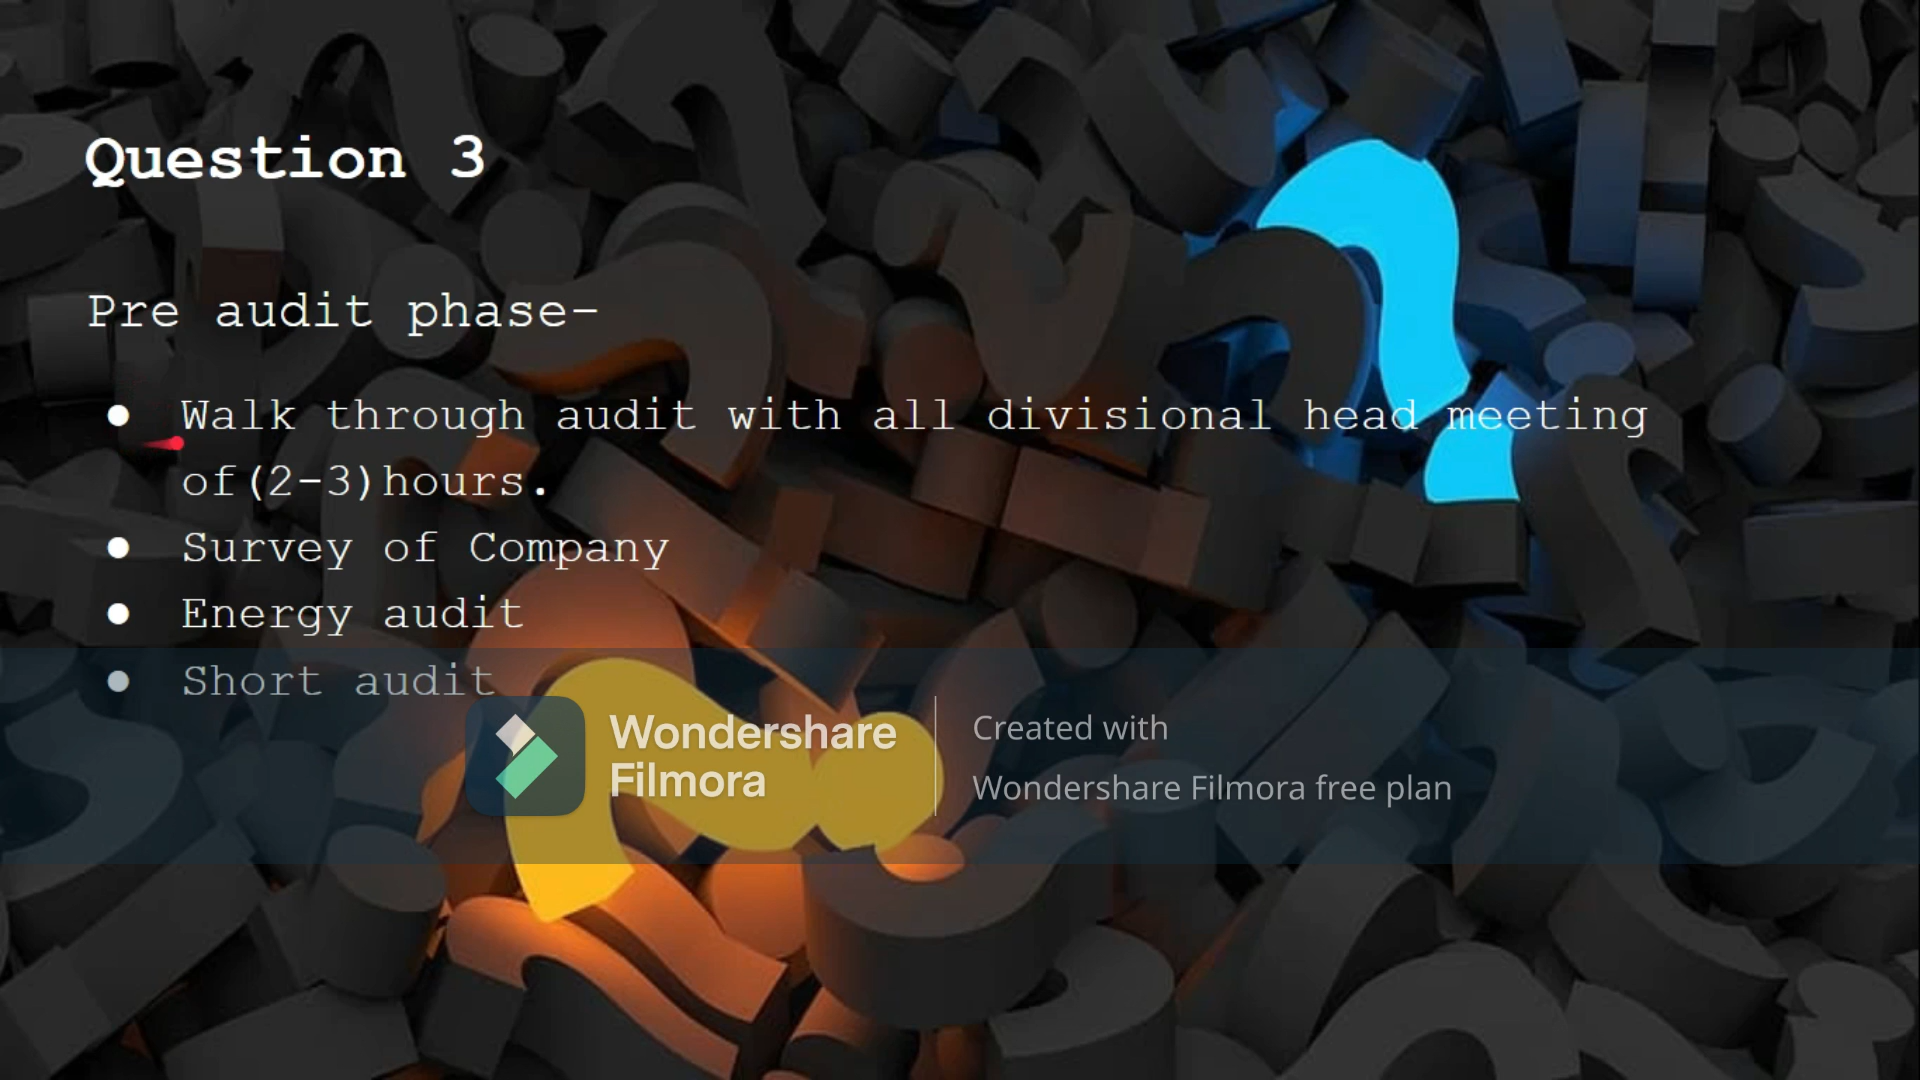 Question 3
Pre audit phase-
● Walk through audit with all divisional head meeting
of(2-3)hours.
● Survey of Company
● Energy audit
● Short audit
Wondershare
Filmora
Created with
Wondershare Filmora free plan